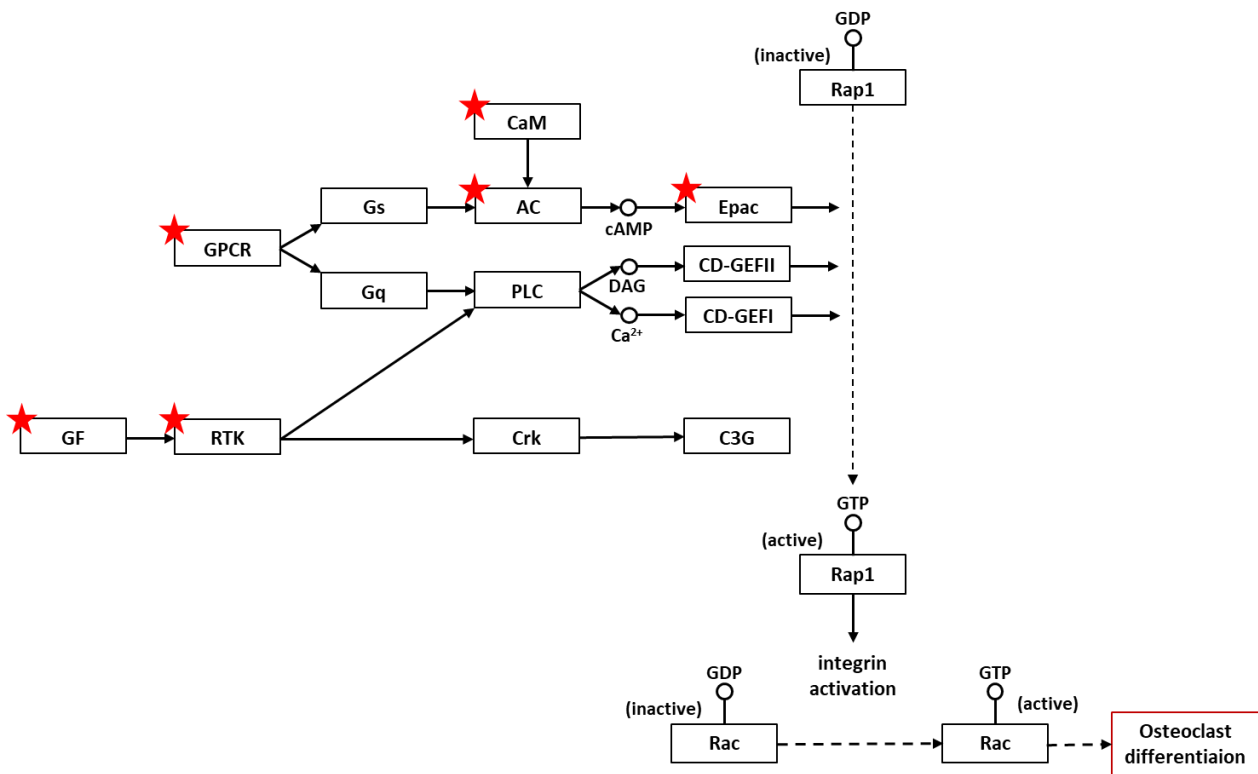 GDP
(inactive)
Rap1
CaM
Gs
AC
cAMP
Epac
GPCR
Gq
PLC
DAG
CD-GEFII
Ca²⁺
CD-GEFI
GF
RTK
Crk
C3G
GTP
(active)
Rap1
integrin
activation
GDP
(inactive)
Rac
GTP
(active)
Rac
Osteoclast
differentiaion